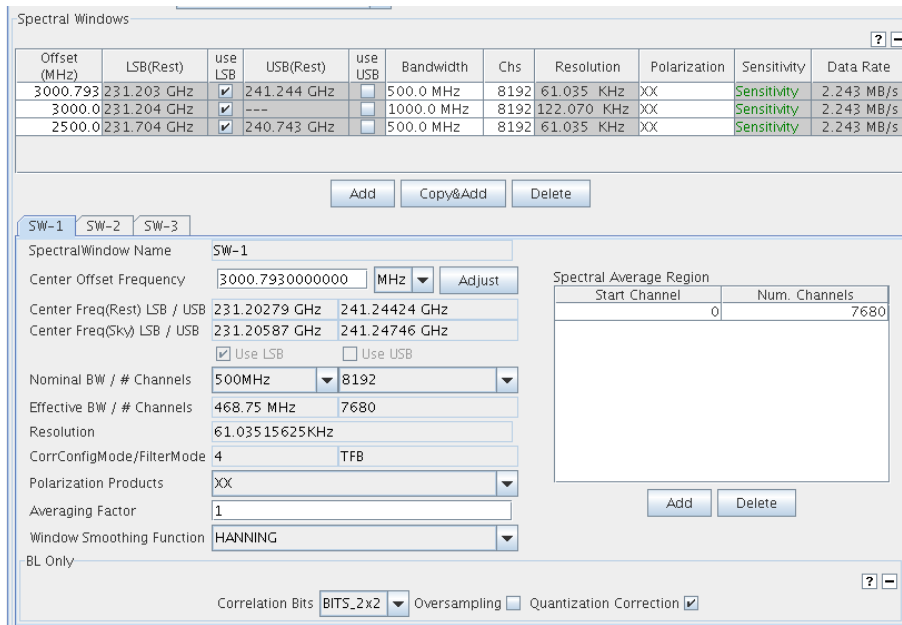 Spectral Windows
? −
Offset (MHz) LSB(Rest) use LSB USB(Rest) use USB Bandwidth Chs Resolution Polarization Sensitivity Data Rate
3000.793 231.203 GHz 241.244 GHz 500.0 MHz 8192 61.035 KHz XX Sensitivity 2.243 MB/s
3000.0 231.204 GHz --- 1000.0 MHz 8192 122.070 KHz XX Sensitivity 2.243 MB/s
2500.0 231.704 GHz 240.743 GHz 500.0 MHz 8192 61.035 KHz XX Sensitivity 2.243 MB/s
Add Copy&Add Delete
SW-1 SW-2 SW-3
SpectralWindow Name SW-1
Center Offset Frequency 3000.7930000000 MHz Adjust
Center Freq(Rest) LSB / USB 231.20279 GHz 241.24424 GHz
Center Freq(Sky) LSB / USB 231.20587 GHz 241.24746 GHz
Use LSB Use USB
Nominal BW / # Channels 500MHz 8192
Effective BW / # Channels 468.75 MHz 7680
Resolution 61.03515625KHz
CorrConfigMode/FilterMode 4 TFB
Polarization Products XX
Averaging Factor 1
Window Smoothing Function HANNING
Spectral Average Region
Start Channel Num. Channels
0 7680
Add Delete
BL Only
? −
Correlation Bits BITS_2x2 Oversampling Quantization Correction